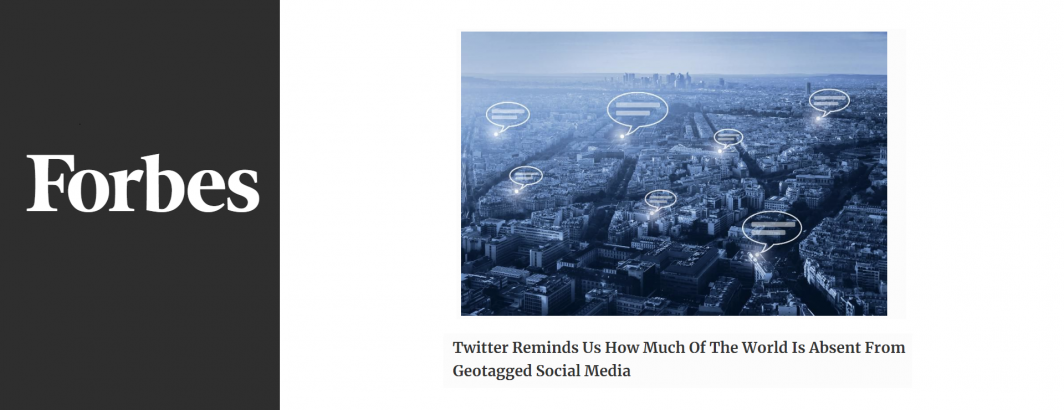 Forbes
Twitter Reminds Us How Much Of The World Is Absent From
Geotagged Social Media